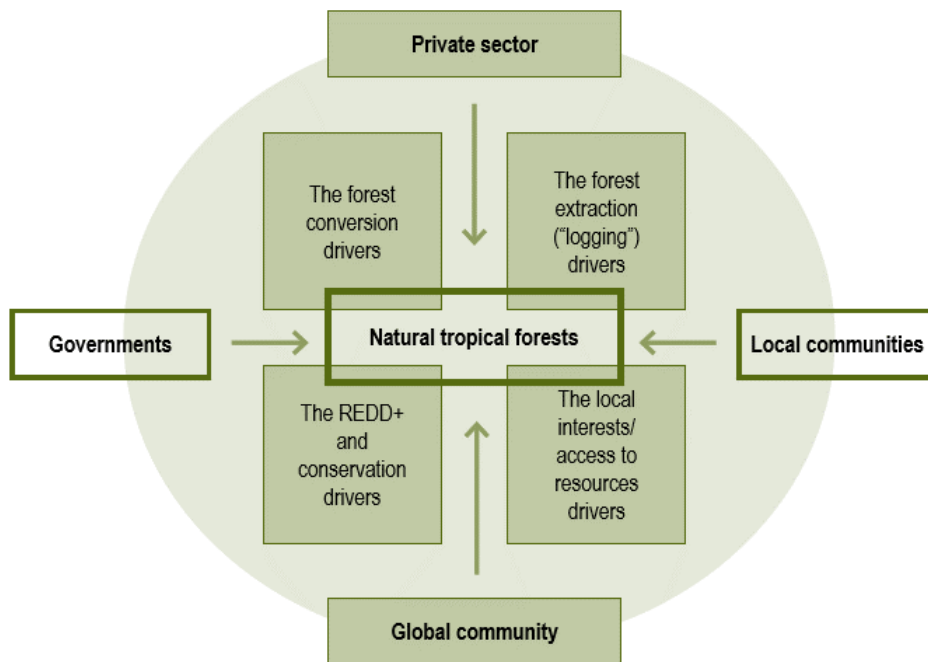 Private sector
The forest
conversion
drivers
The forest
extraction
(“logging”)
drivers
Governments
Natural tropical forests
Local communities
The REDD+
and
conservation
drivers
The local
interests/
access to
resources
drivers
Global community